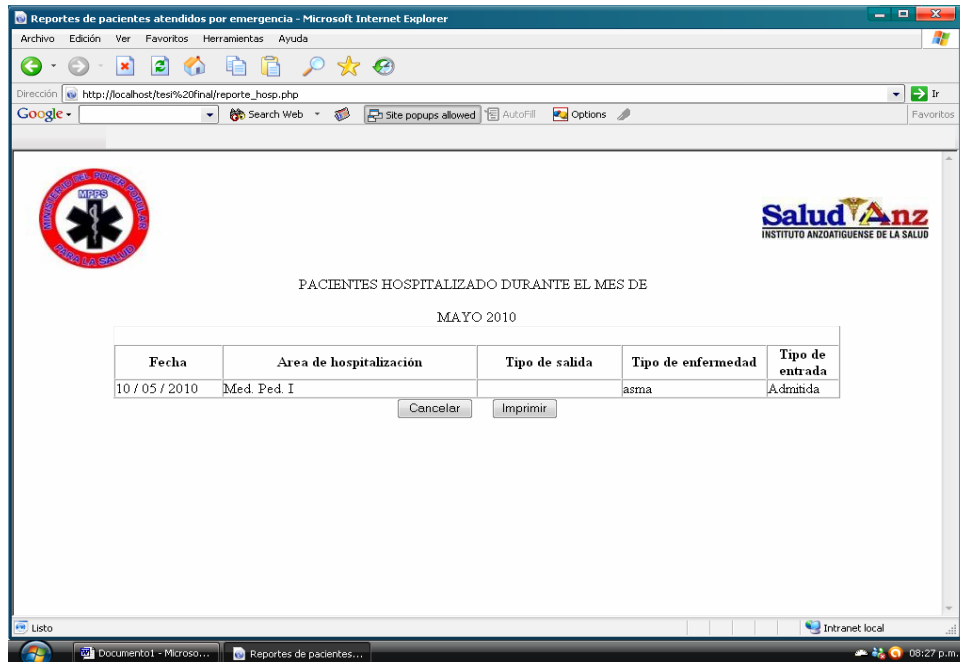 Reportes de pacientes atendidos por emergencia - Microsoft Internet Explorer
Archivo Edición Ver Favoritos Herramientas Ayuda
Dirección http://localhost/tesi%20final/reporte_hosp.php Ir
Google Search Web Site popups allowed AutoFill Options Favoritos
MINISTERIO DEL PODER POPULAR
MPPS
PARA LA SALUD
Salud Anz
INSTITUTO ANZOATIGUENSE DE LA SALUD
PACIENTES HOSPITALIZADO DURANTE EL MES DE
MAYO 2010
Fecha Area de hospitalización Tipo de salida Tipo de enfermedad Tipo de entrada
10 / 05 / 2010 Med. Ped. I asma Admitida
Cancelar Imprimir
Listo Intranet local
Documento1 - Microso... Reportes de pacientes... 08:27 p.m.